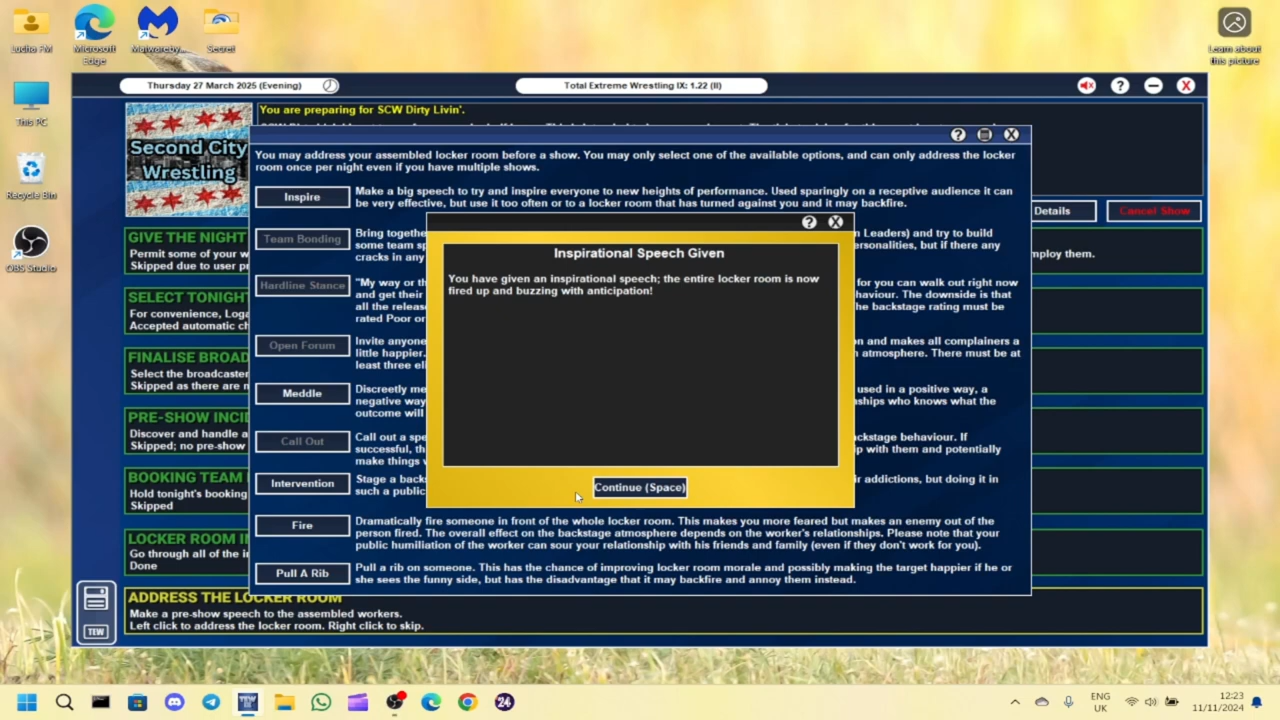 Lucha FM
Microsoft
Edge
Malwareby...
Secret
Learn about
this picture
This PC
Recycle Bin
OBS Studio
Thursday 27 March 2025 (Evening)
Total Extreme Wrestling IX: 1.22 (II)
Second City
Wrestling
You are preparing for SCW Dirty Livin'.
Details
Cancel Show
You may address your assembled locker room before a show. You may only select one of the available options, and can only address the locker
room once per night even if you have multiple shows.
Inspire
Make a big speech to try and inspire everyone to new heights of performance. Used sparingly on a receptive audience it can
be very effective, but use it too often or to a locker room that has turned against you and it may backfire.
Team Bonding
Bring togethe
n Leaders) and try to build
some team sp
ersonalities, but if there any
cracks in any
Hardline Stance
"My way or th
for you can walk out right now
and get their
haviour. The downside is that
all the releas
he backstage rating must be
rated Poor or
Open Forum
Invite anyone
on and makes all complainers a
little happier.
n atmosphere. There must be at
least three eli
Meddle
Discreetly me
used in a positive way, a
negative way
nships who knows what the
outcome will
Call Out
Call out a spe
ckstage behaviour. If
successful, th
ip with them and potentially
make things w
Intervention
Stage a backs
ir addictions, but doing it in
such a public
Fire
Dramatically fire someone in front of the whole locker room. This makes you more feared but makes an enemy out of the
person fired. The overall effect on the backstage atmosphere depends on the worker's relationships. Please note that your
public humiliation of the worker can sour your relationship with his friends and family (even if they don't work for you).
Pull A Rib
Pull a rib on someone. This has the chance of improving locker room morale and possibly making the target happier if he or
she sees the funny side, but has the disadvantage that it may backfire and annoy them instead.
Inspirational Speech Given
You have given an inspirational speech; the entire locker room is now
fired up and buzzing with anticipation!
Continue (Space)
GIVE THE NIGHT
Permit some of your w
mploy them.
Skipped due to user pr
SELECT TONIGHT
For convenience, Loga
Accepted automatic ch
FINALISE BROAD
Select the broadcaster
Skipped as there are n
PRE-SHOW INCI
Discover and handle a
Skipped; no pre-show
BOOKING TEAM
Hold tonight's booking
Skipped
LOCKER ROOM I
Go through all of the i
Done
ADDRESS THE LOCKER ROOM
Make a pre-show speech to the assembled workers.
Left click to address the locker room. Right click to skip.
TEW
24
ENG
UK
12:23
11/11/2024